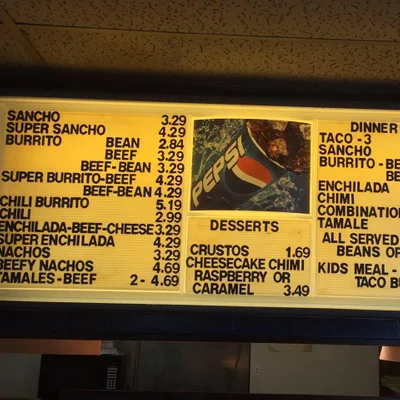 SANCHO 3.29
SUPER SANCHO 4.29
BURRITO BEAN 2.84
BEEF 3.29
BEEF-BEAN 3.29
SUPER BURRITO-BEEF 4.29
BEEF-BEAN 4.29
CHILI BURRITO 5.19
CHILI 2.99
ENCHILADA-BEEF-CHEESE 3.29
SUPER ENCHILADA 4.29
NACHOS 3.29
BEEFY NACHOS 4.69
TAMALES-BEEF 2 - 4.69
PEPSI
DESSERTS
CRUSTOS 1.69
CHEESECAKE CHIMI
RASPBERRY OR
CARAMEL 3.49
DINNER
TACO - 3
SANCHO
BURRITO - BE
BE
ENCHILADA
CHIMI
COMBINATIO
TAMALE
ALL SERVED
BEANS OR
KIDS MEAL -
TACO BU